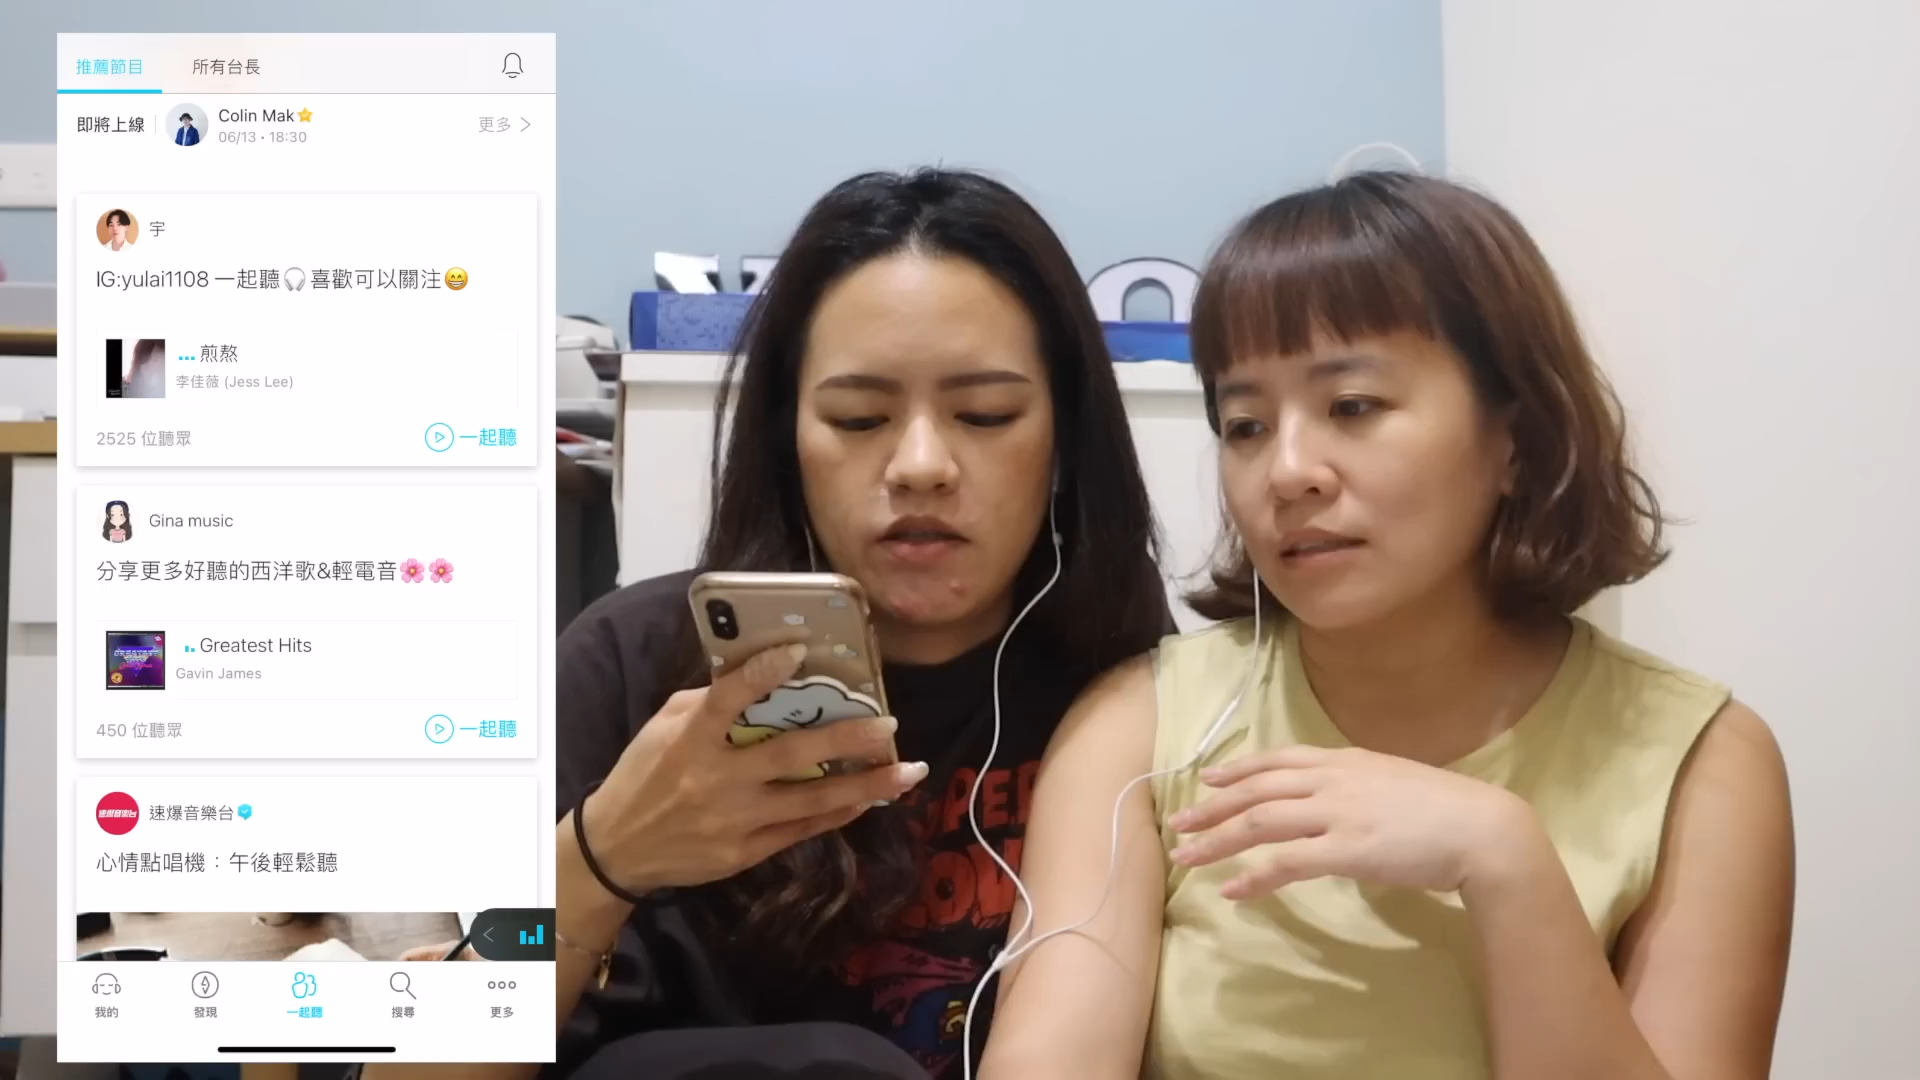 推薦節目 所有台長
即將上線 Colin Mak⭐ 更多 >
06/13 • 18:30
宇
IG:yulai1108 一起聽🎧喜歡可以關注😁
煎熬
李佳薇 (Jess Lee)
2525 位聽眾 一起聽
Gina music
分享更多好聽的西洋歌&輕電音🌸🌸
Greatest Hits
Gavin James
450 位聽眾 一起聽
速爆音樂台
心情點唱機：午後輕鬆聽
我的 發現 一起聽 搜尋 更多